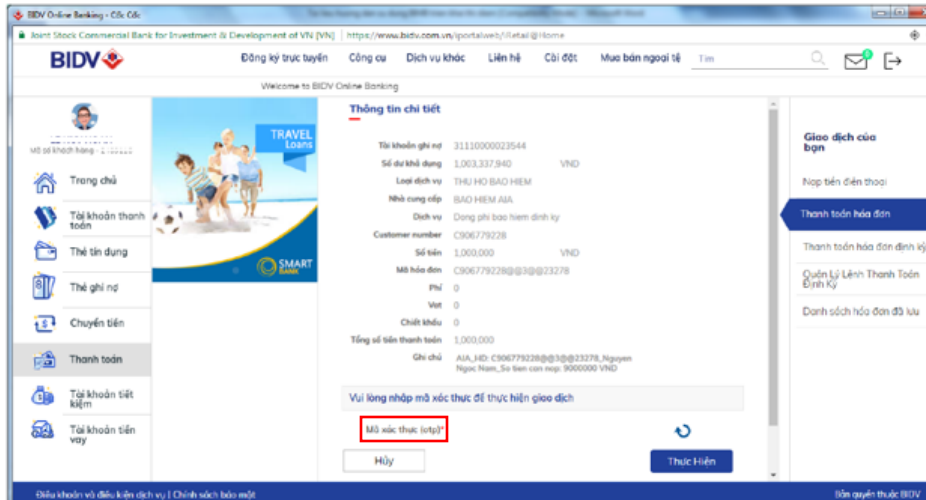 BIDV Online Banking - Cốc Cốc
Joint Stock Commercial Bank for Investment & Development of VN [VN] https://www.bidv.com.vn/iportalweb/iRetail@Home
BIDV
Đăng ký trực tuyến Công cụ Dịch vụ khác Liên hệ Cài đặt Mua bán ngoại tệ Tìm
Welcome to BIDV Online Banking
Mã số khách hàng -
Trang chủ
Tài khoản thanh toán
Thẻ tín dụng
Thẻ ghi nợ
Chuyển tiền
Thanh toán
Tài khoản tiết kiệm
Tài khoản tiền vay
TRAVEL
Loans
SMART
BANK
Thông tin chi tiết
Tài khoản ghi nợ 31110000023544
Số dư khả dụng 1,003,337,940 VND
Loại dịch vụ THU HO BAO HIEM
Nhà cung cấp BAO HIEM AIA
Dịch vụ Dong phi bao hiem dinh ky
Customer number C906779228
Số tiền 1,000,000 VND
Mã hóa đơn C906779228@@3@@23278
Phí 0
Vat 0
Chiết khấu 0
Tổng số tiền thanh toán 1,000,000
Ghi chú AIA_HD: C906779228@@3@@23278_Nguyen
Ngoc Nam_So tien can nop: 9000000 VND
Vui lòng nhập mã xác thực để thực hiện giao dịch
Mã xác thực (otp)*
Hủy Thực Hiện
Giao dịch của
bạn
Nạp tiền điện thoại
Thanh toán hóa đơn
Thanh toán hóa đơn định kỳ
Quản Lý Lệnh Thanh Toán
Định Kỳ
Danh sách hóa đơn đã lưu
Điều khoản và điều kiện dịch vụ | Chính sách bảo mật Bản quyền thuộc BIDV